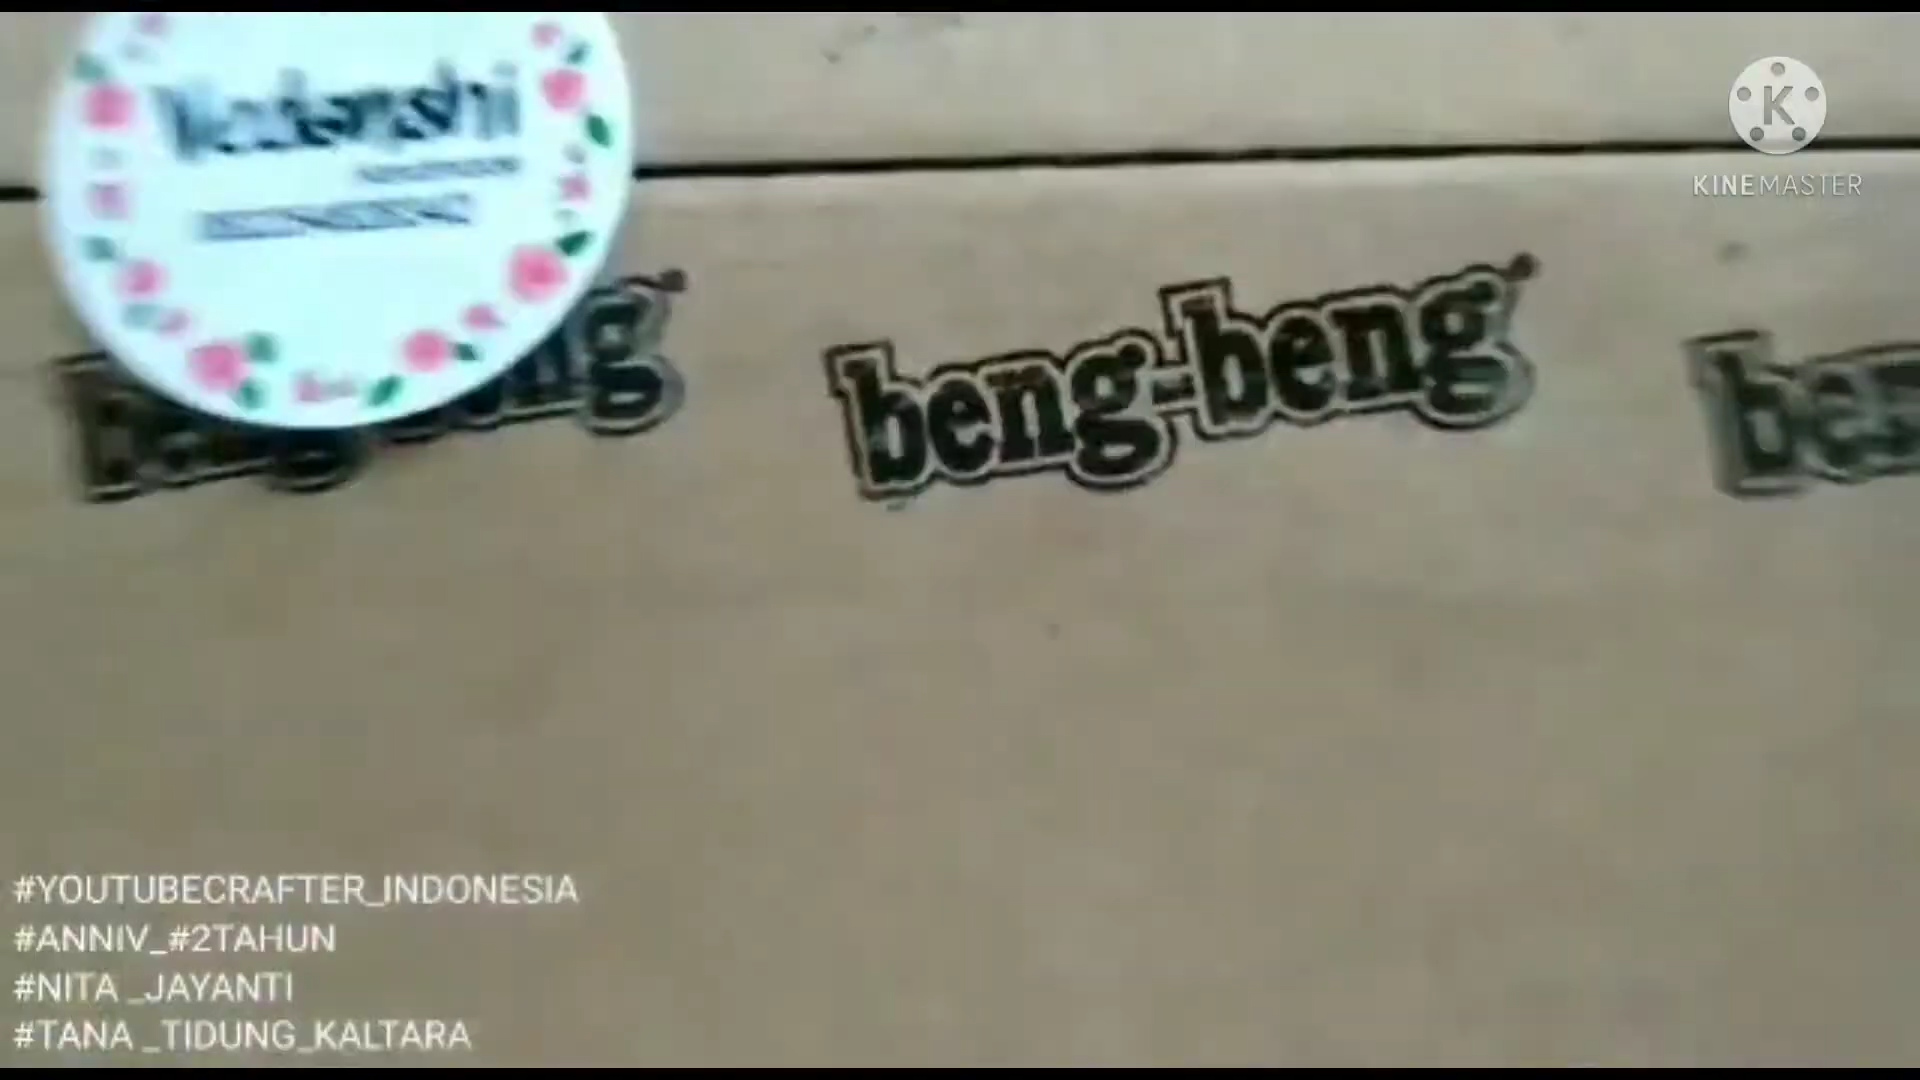 KINEMASTER
beng-beng
#YOUTUBECRAFTER_INDONESIA
#ANNIV_#2TAHUN
#NITA _JAYANTI
#TANA _TIDUNG_KALTARA